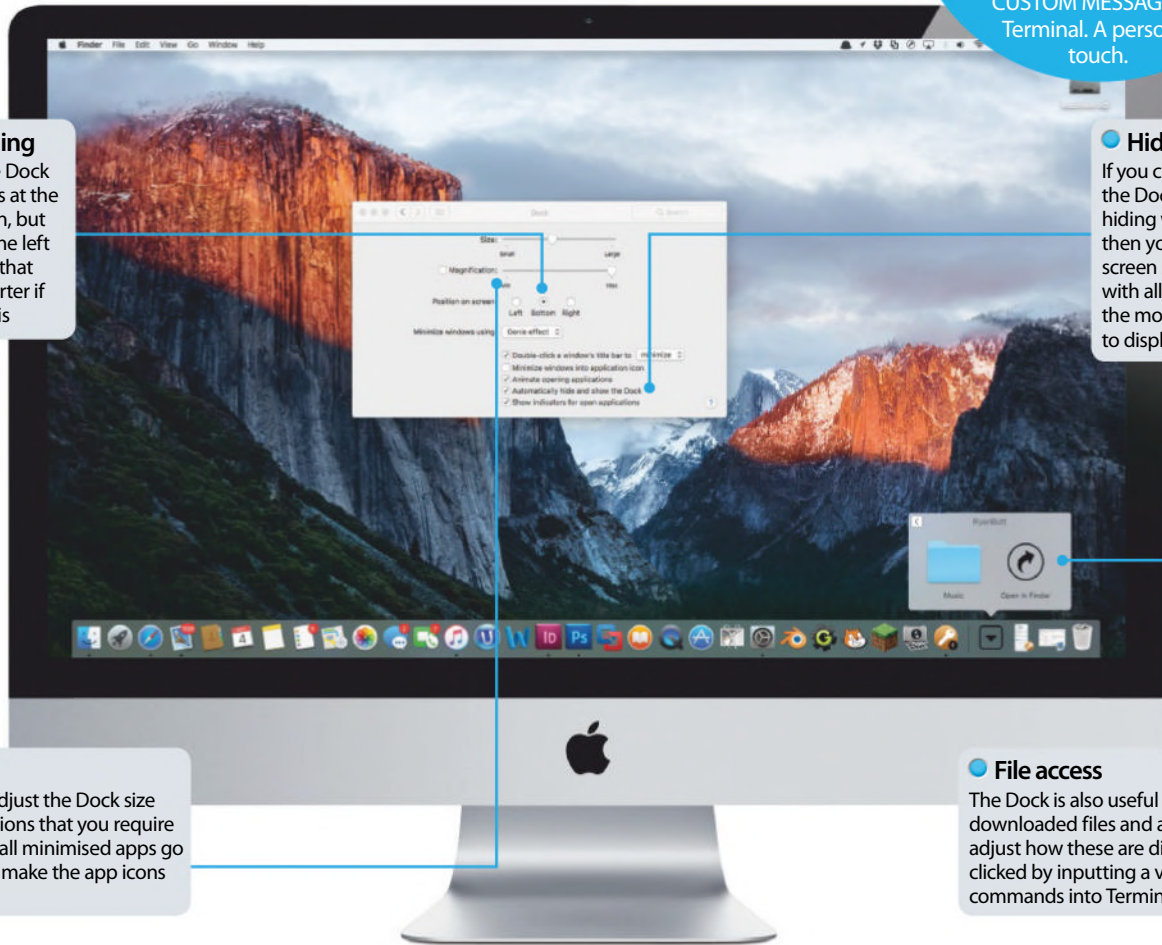 CUSTOM MESSAG
Terminal. A perso
touch.
Finder File Edit View Go Window Help
ing
Dock
s at the
n, but
he left
that
rter if
is
Hid
If you c
the Doc
hiding
then yo
screen
with all
the mo
to displ
Dock
Search
Size:
Small Large
Magnification:
Max
Position on screen:
Left Bottom Right
Minimize windows using: Genie effect
Double-click a window's title bar to minimize
Minimize windows into application icon
Animate opening applications
Automatically hide and show the Dock
Show indicators for open applications
?
Music
Open in Finder
W Id Ps
djust the Dock size
ions that you require
all minimised apps go
make the app icons
File access
The Dock is also useful
downloaded files and a
adjust how these are di
clicked by inputting a v
commands into Termin